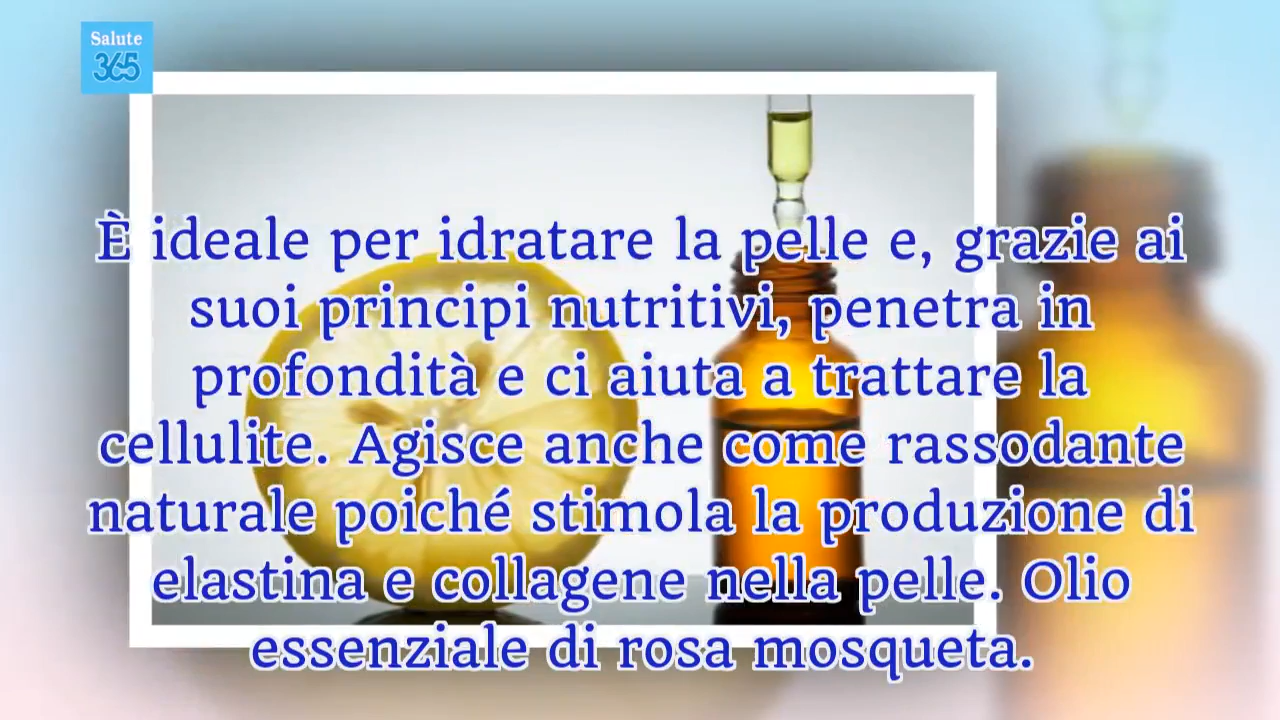 Salute
365
È ideale per idratare la pelle e, grazie ai
suoi principi nutritivi, penetra in
profondità e ci aiuta a trattare la
cellulite. Agisce anche come rassodante
naturale poiché stimola la produzione di
elastina e collagene nella pelle. Olio
essenziale di rosa mosqueta.